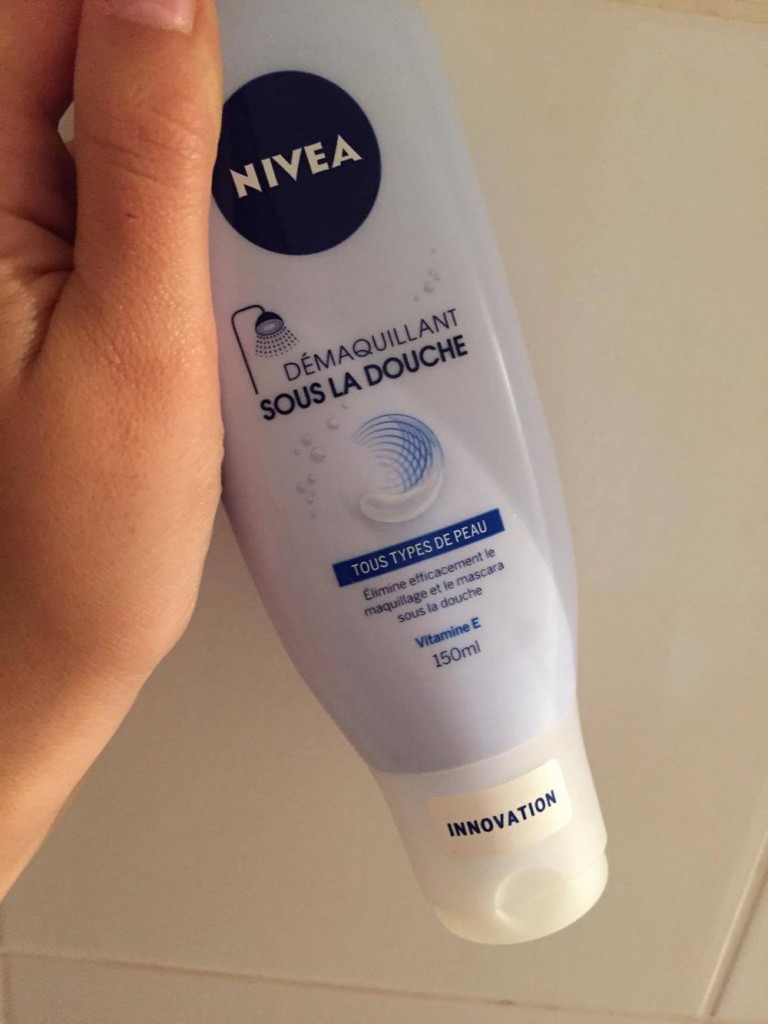 NIVEA
DÉMAQUILLANT
SOUS LA DOUCHE
TOUS TYPES DE PEAU
Élimine efficacement le
maquillage et le mascara
sous la douche
Vitamine E
150ml
INNOVATION